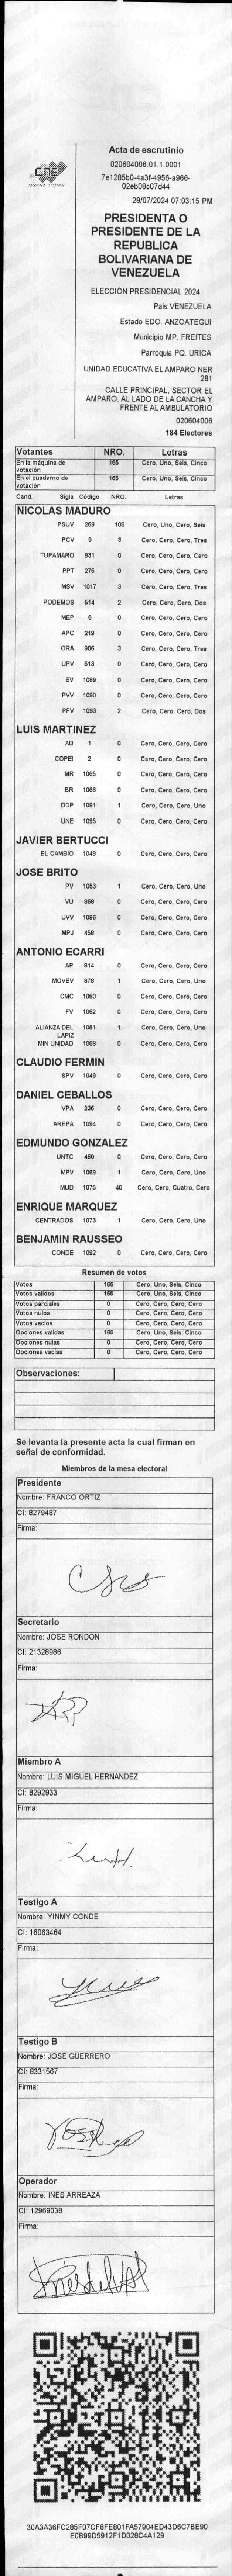 Acta de escrutinio
020604006.01.1.0001
7e1285b0-4a3f-4956-a966-
02eb08c07d44
28/07/2024 07:03:15 PM
CNE
PRESIDENTA O
PRESIDENTE DE LA
REPUBLICA
BOLIVARIANA DE
VENEZUELA
ELECCIÓN PRESIDENCIAL 2024
Pais VENEZUELA
Estado EDO. ANZOATEGUI
Municipio MP. FREITES
Parroquia PQ. URICA
UNIDAD EDUCATIVA EL AMPARO NER
281
CALLE PRINCIPAL, SECTOR EL
AMPARO, AL LADO DE LA CANCHA Y
FRENTE AL AMBULATORIO
020604006
184 Electores
Votantes NRO. Letras
En la máquina de votación 165 Cero, Uno, Seis, Cinco
En el cuaderno de votación 165 Cero, Uno, Seis, Cinco
Cand. Sigla Código NRO. Letras
NICOLAS MADURO
PSUV 269 106 Cero, Uno, Cero, Seis
PCV 9 3 Cero, Cero, Cero, Tres
TUPAMARO 931 0 Cero, Cero, Cero, Cero
PPT 276 0 Cero, Cero, Cero, Cero
MSV 1017 3 Cero, Cero, Cero, Tres
PODEMOS 514 2 Cero, Cero, Cero, Dos
MEP 6 0 Cero, Cero, Cero, Cero
APC 219 0 Cero, Cero, Cero, Cero
ORA 906 3 Cero, Cero, Cero, Tres
UPV 513 0 Cero, Cero, Cero, Cero
EV 1089 0 Cero, Cero, Cero, Cero
PVV 1090 0 Cero, Cero, Cero, Cero
PFV 1093 2 Cero, Cero, Cero, Dos
LUIS MARTINEZ
AD 1 0 Cero, Cero, Cero, Cero
COPEI 2 0 Cero, Cero, Cero, Cero
MR 1065 0 Cero, Cero, Cero, Cero
BR 1066 0 Cero, Cero, Cero, Cero
DDP 1091 1 Cero, Cero, Cero, Uno
UNE 1095 0 Cero, Cero, Cero, Cero
JAVIER BERTUCCI
EL CAMBIO 1048 0 Cero, Cero, Cero, Cero
JOSE BRITO
PV 1053 1 Cero, Cero, Cero, Uno
VU 868 0 Cero, Cero, Cero, Cero
UVV 1096 0 Cero, Cero, Cero, Cero
MPJ 458 0 Cero, Cero, Cero, Cero
ANTONIO ECARRI
AP 814 0 Cero, Cero, Cero, Cero
MOVEV 878 1 Cero, Cero, Cero, Uno
CMC 1050 0 Cero, Cero, Cero, Cero
FV 1062 0 Cero, Cero, Cero, Cero
ALIANZA DEL LAPIZ 1051 1 Cero, Cero, Cero, Uno
MIN UNIDAD 1068 0 Cero, Cero, Cero, Cero
CLAUDIO FERMIN
SPV 1049 0 Cero, Cero, Cero, Cero
DANIEL CEBALLOS
VPA 236 0 Cero, Cero, Cero, Cero
AREPA 1094 0 Cero, Cero, Cero, Cero
EDMUNDO GONZALEZ
UNTC 460 0 Cero, Cero, Cero, Cero
MPV 1069 1 Cero, Cero, Cero, Uno
MUD 1075 40 Cero, Cero, Cuatro, Cero
ENRIQUE MARQUEZ
CENTRADOS 1073 1 Cero, Cero, Cero, Uno
BENJAMIN RAUSSEO
CONDE 1092 0 Cero, Cero, Cero, Cero
Resumen de votos
Votos 165 Cero, Uno, Seis, Cinco
Votos validos 165 Cero, Uno, Seis, Cinco
Votos parciales 0 Cero, Cero, Cero, Cero
Votos nulos 0 Cero, Cero, Cero, Cero
Votos vacios 0 Cero, Cero, Cero, Cero
Opciones validas 165 Cero, Uno, Seis, Cinco
Opciones nulas 0 Cero, Cero, Cero, Cero
Opciones vacias 0 Cero, Cero, Cero, Cero
Observaciones:
Se levanta la presente acta la cual firman en
señal de conformidad.
Miembros de la mesa electoral
Presidente
Nombre: FRANCO ORTIZ
CI: 8279487
Firma:
Secretario
Nombre: JOSE RONDON
CI: 21328986
Firma:
Miembro A
Nombre: LUIS MIGUEL HERNANDEZ
CI: 8292933
Firma:
Testigo A
Nombre: YINMY CONDE
CI: 16063464
Firma:
Testigo B
Nombre: JOSE GUERRERO
CI: 8331567
Firma:
Operador
Nombre: INES ARREAZA
CI: 12969038
Firma:
30A3A36FC285F07CF8FE801FA57904ED43D6C7BE90
E0B99D5912F1D028C4A129